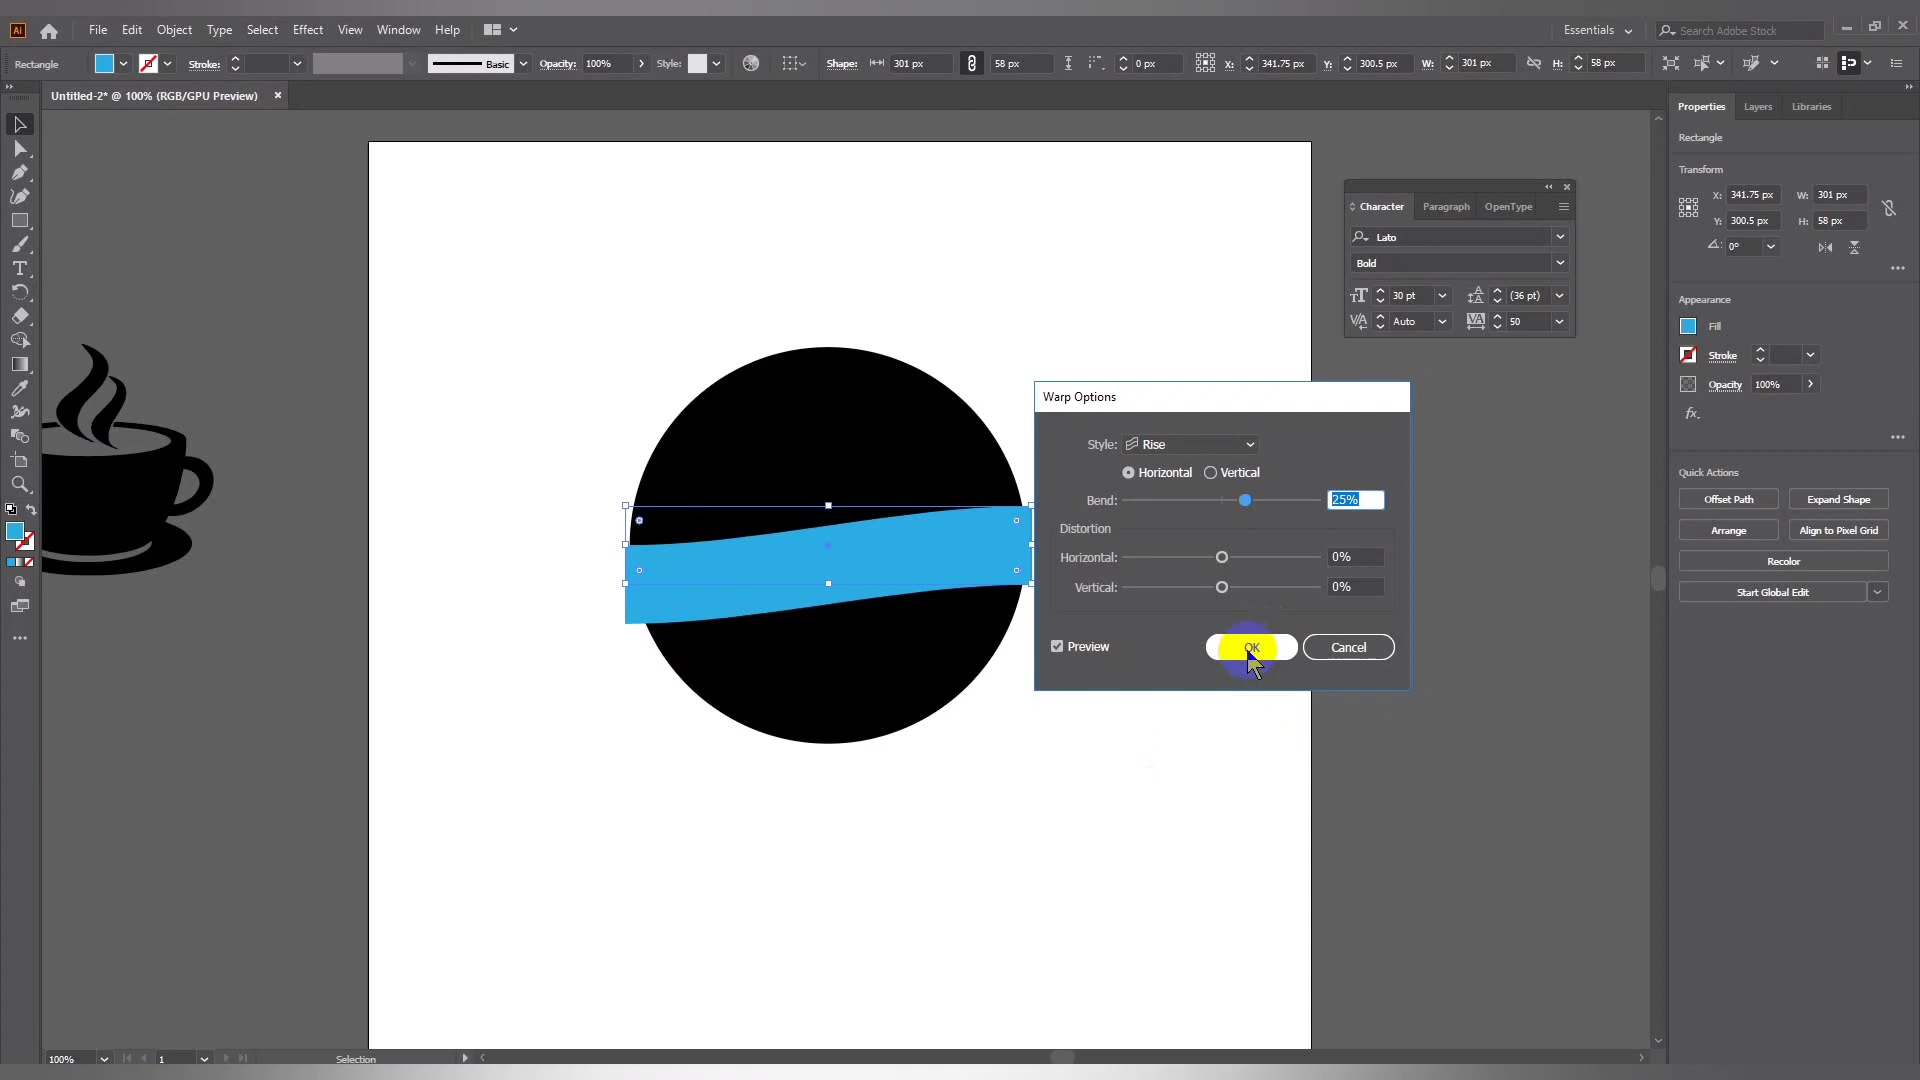 Ai File Edit Object Type Select Effect View Window Help Essentials Search Adobe Stock
Rectangle Stroke: Basic Opacity: 100% Style: Shape: 301 px 58 px 0 px X: 341.75 px Y: 300.5 px W: 301 px H: 58 px
Untitled-2* @ 100% (RGB/GPU Preview)
Properties Layers Libraries
Rectangle
Transform
X: 341.75 px W: 301 px
Y: 300.5 px H: 58 px
0°
Appearance
Fill
Stroke
Opacity 100%
fx.
Quick Actions
Offset Path Expand Shape
Arrange Align to Pixel Grid
Recolor
Start Global Edit
Character Paragraph OpenType
Lato
Bold
30 pt (36 pt)
Auto 50
Warp Options
Style: Rise
Horizontal Vertical
Bend: 25%
Distortion
Horizontal: 0%
Vertical: 0%
Preview OK Cancel
100% 1 Selection